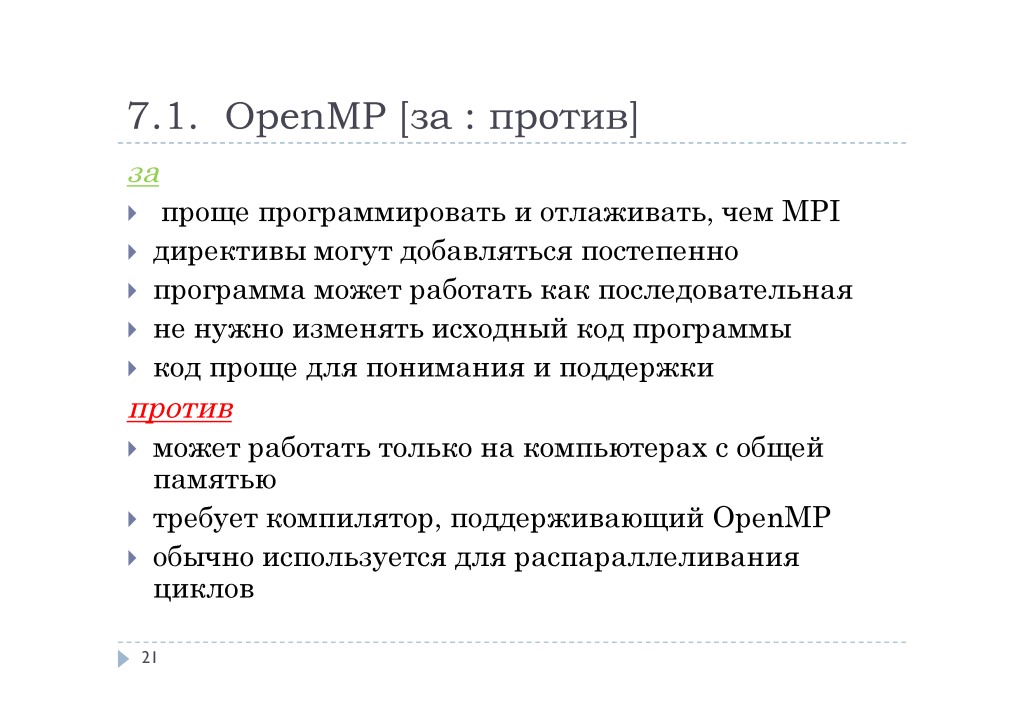 7.1. OpenMP [за : против]
за
проще программировать и отлаживать, чем MPI
директивы могут добавляться постепенно
программа может работать как последовательная
не нужно изменять исходный код программы
код проще для понимания и поддержки
против
может работать только на компьютерах с общей
памятью
требует компилятор, поддерживающий OpenMP
обычно используется для распараллеливания
циклов
21